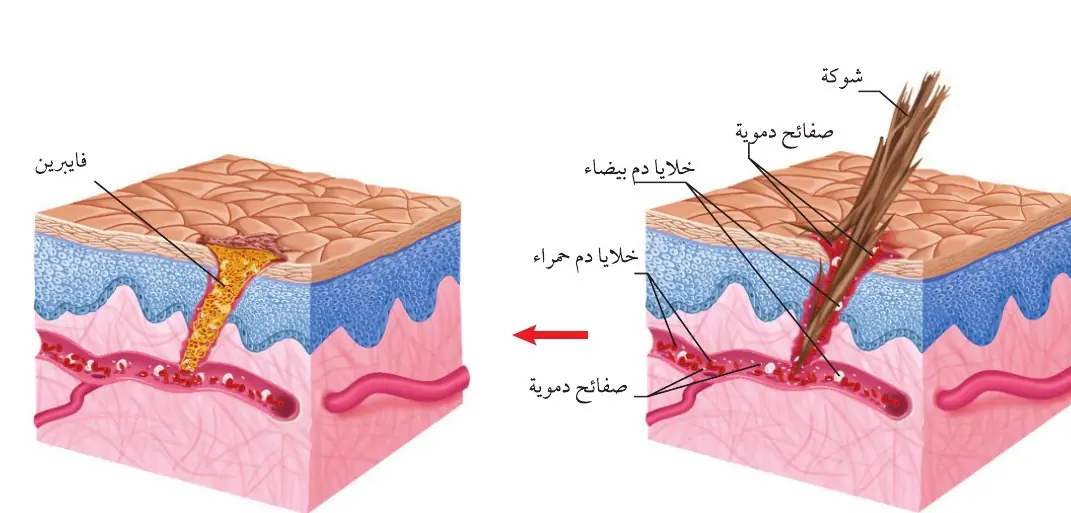 شوكة
صفائح دموية
خلايا دم بيضاء
خلايا دم حمراء
صفائح دموية
فايبرين